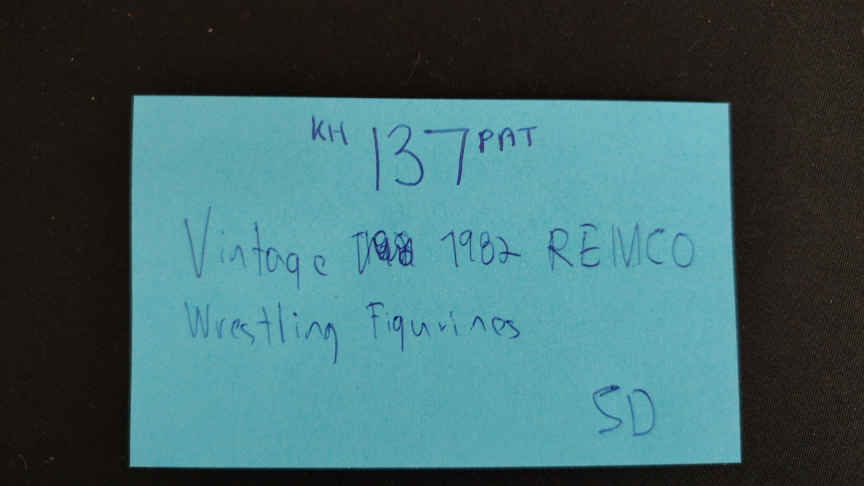 KH 137 PAT
Vintage 1982 REMCO
Wrestling Figurines
SD